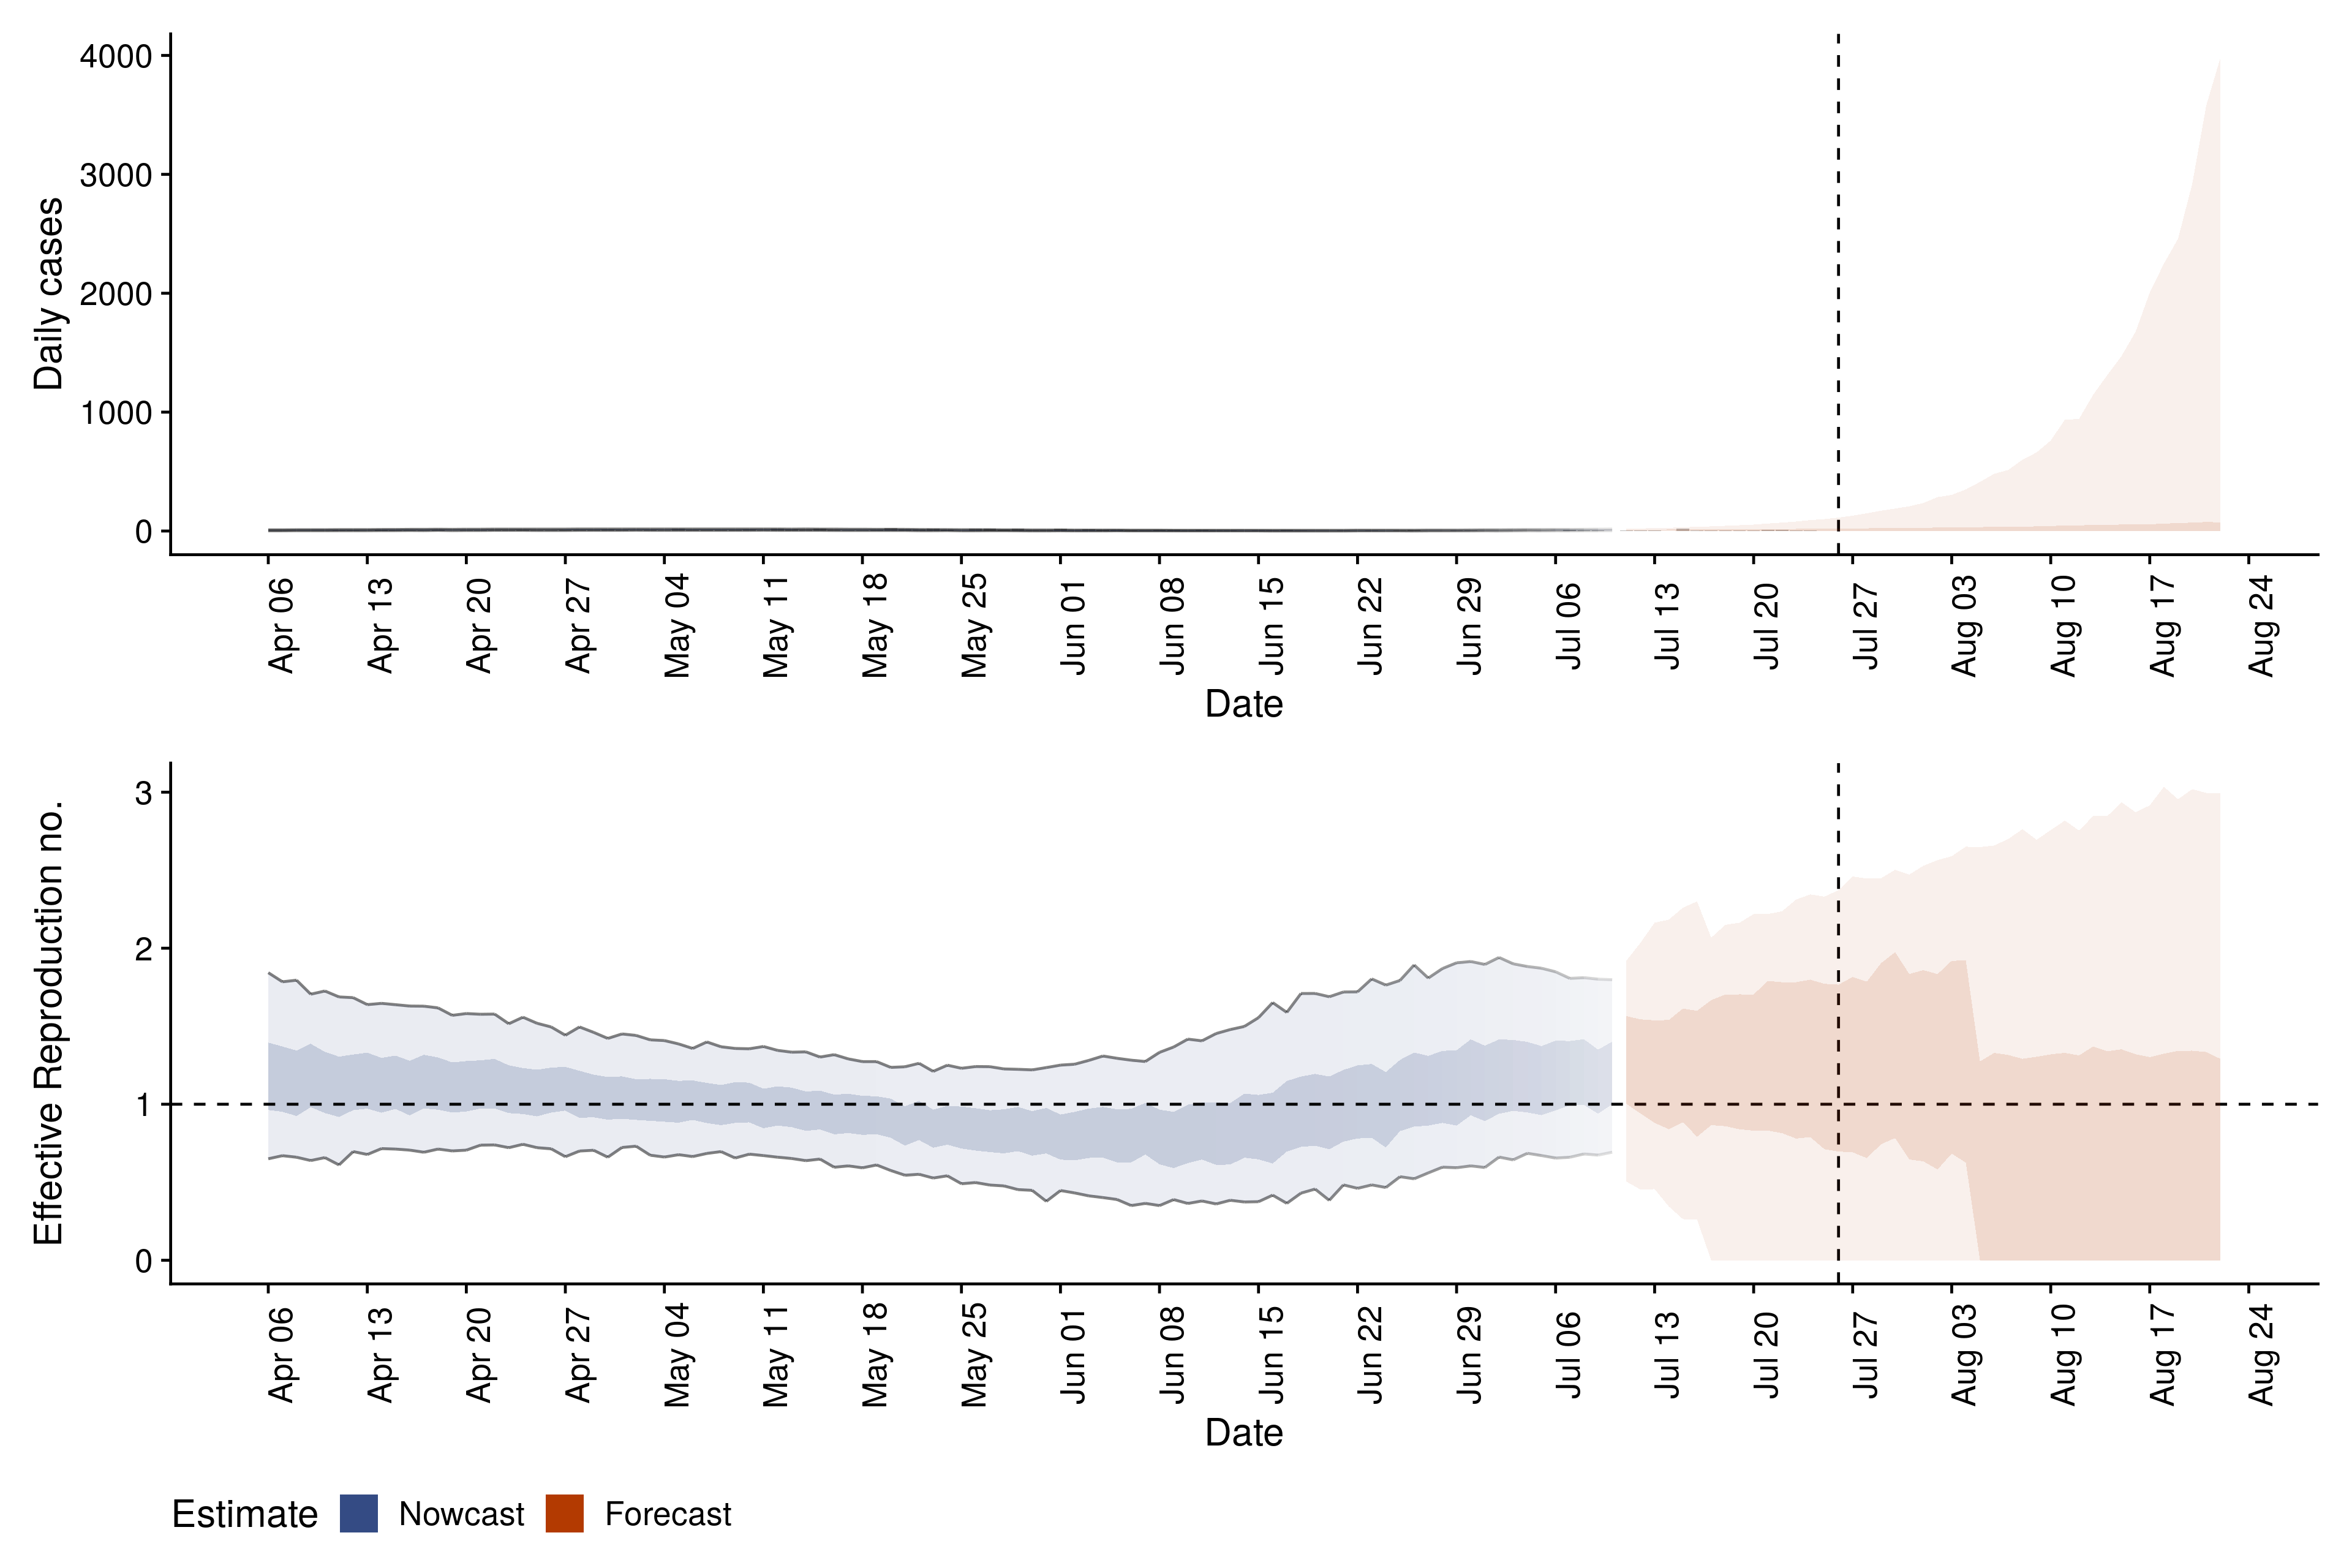 4000
3000
2000
1000
0
Daily cases
Apr 06 Apr 13 Apr 20 Apr 27 May 04 May 11 May 18 May 25 Jun 01 Jun 08 Jun 15 Jun 22 Jun 29 Jul 06 Jul 13 Jul 20 Jul 27 Aug 03 Aug 10 Aug 17 Aug 24
Date
3
2
1
0
Effective Reproduction no.
Apr 06 Apr 13 Apr 20 Apr 27 May 04 May 11 May 18 May 25 Jun 01 Jun 08 Jun 15 Jun 22 Jun 29 Jul 06 Jul 13 Jul 20 Jul 27 Aug 03 Aug 10 Aug 17 Aug 24
Date
Estimate Nowcast Forecast